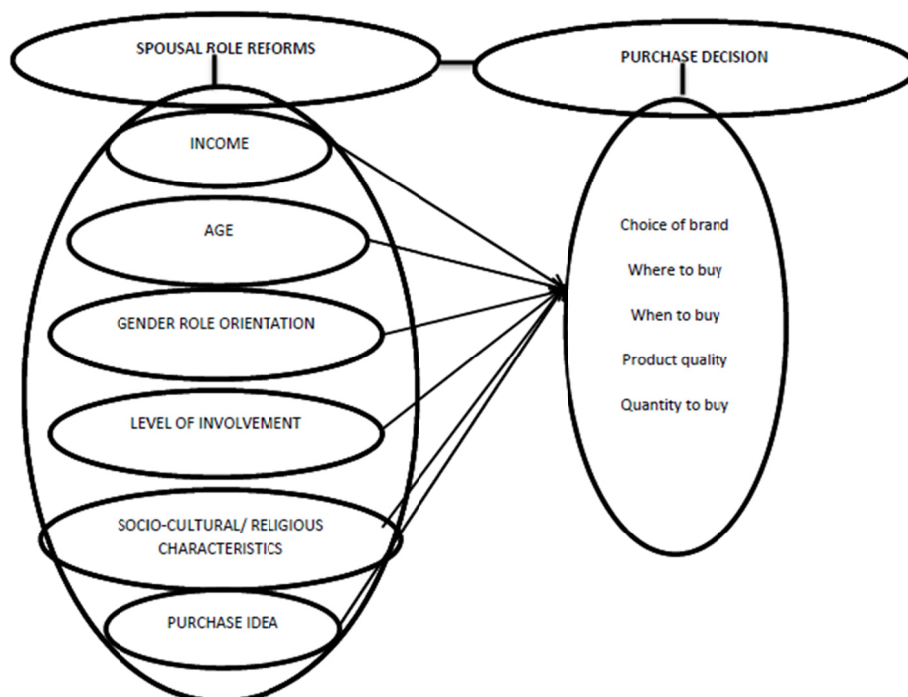 SPOUSAL ROLE REFORMS
INCOME
AGE
GENDER ROLE ORIENTATION
LEVEL OF INVOLVEMENT
SOCIO-CULTURAL/ RELIGIOUS
CHARACTERISTICS
PURCHASE IDEA
PURCHASE DECISION
Choice of brand
Where to buy
When to buy
Product quality
Quantity to buy